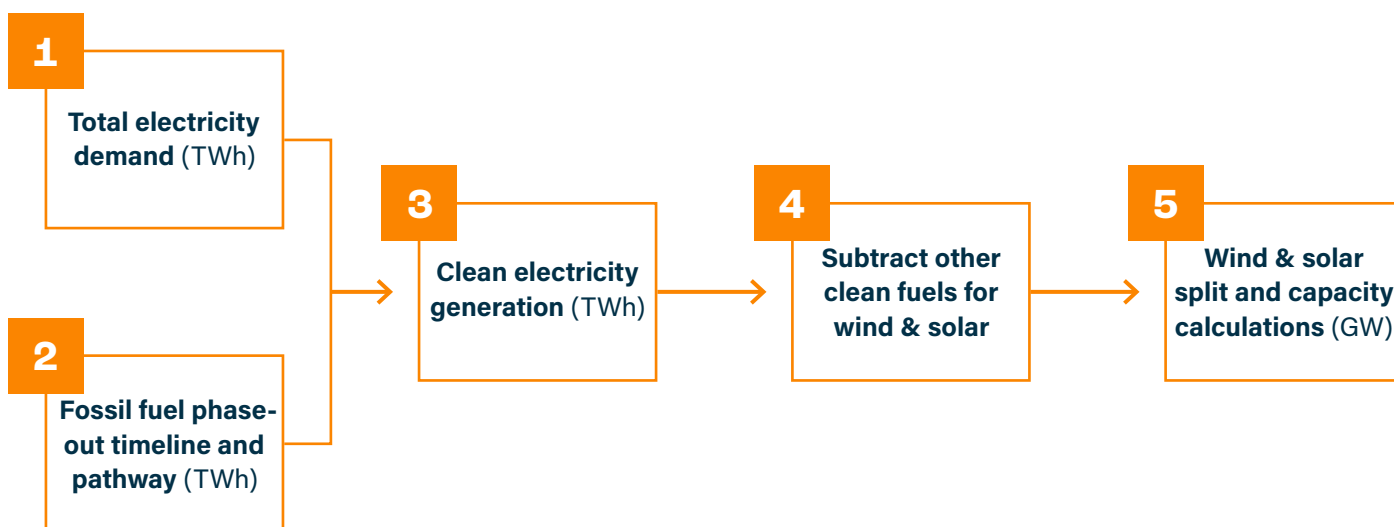 1
Total electricity
demand (TWh)
2
Fossil fuel phase-
out timeline and
pathway (TWh)
3
Clean electricity
generation (TWh)
4
Subtract other
clean fuels for
wind & solar
5
Wind & solar
split and capacity
calculations (GW)